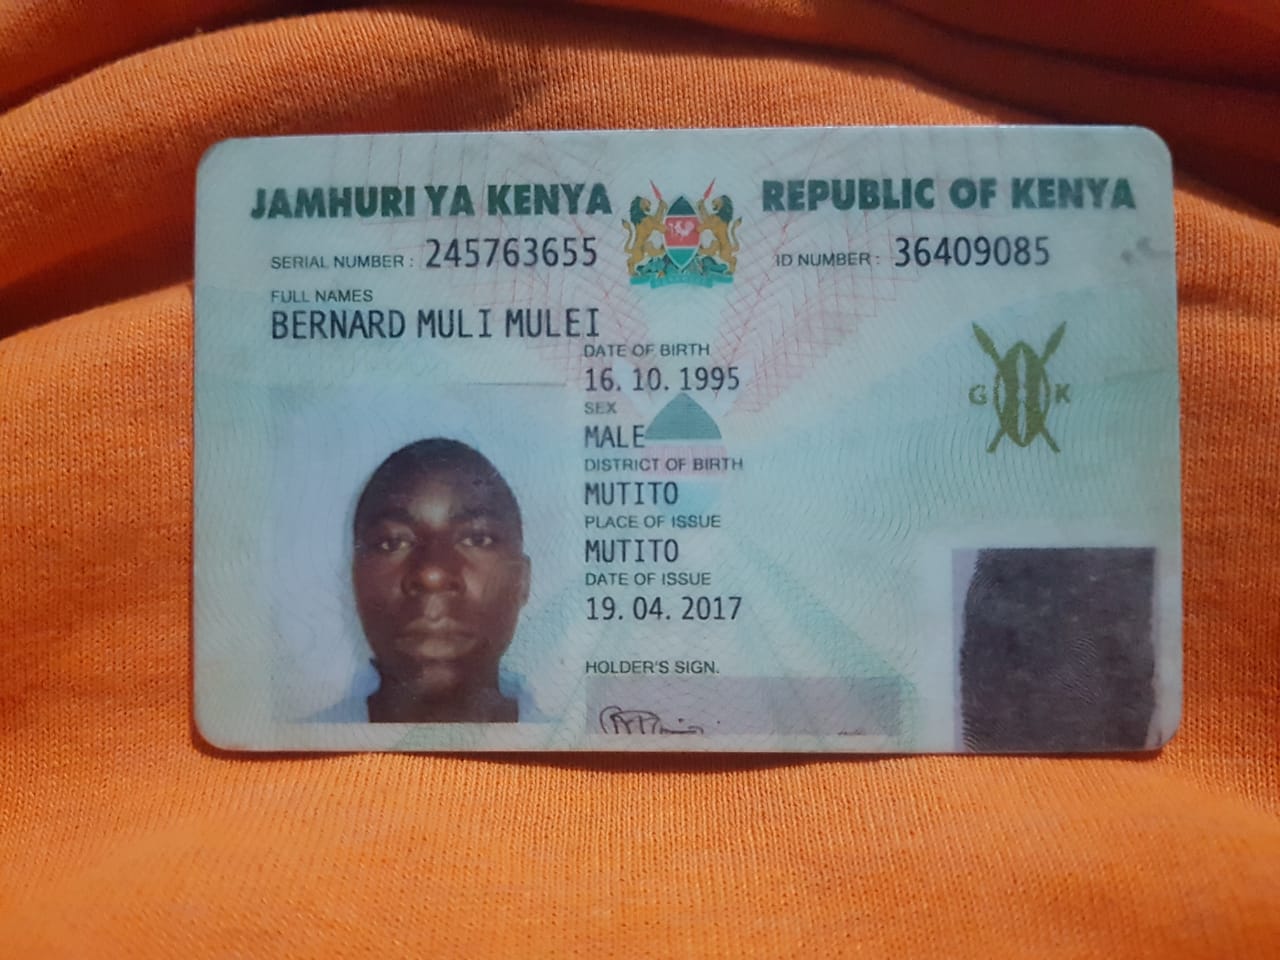 JAMHURI YA KENYA REPUBLIC OF KENYA
SERIAL NUMBER : 245763655 ID NUMBER : 36409085
FULL NAMES
BERNARD MULI MULEI
DATE OF BIRTH
16. 10. 1995
SEX
MALE
DISTRICT OF BIRTH
MUTITO
PLACE OF ISSUE
MUTITO
DATE OF ISSUE
19. 04. 2017
HOLDER'S SIGN.
G K